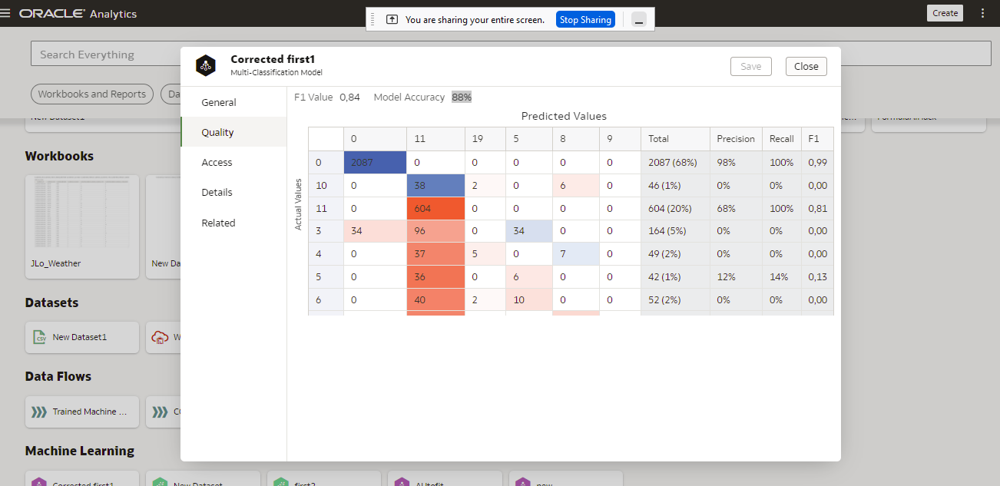 ORACLE Analytics
You are sharing your entire screen. Stop Sharing
Create
Search Everything
Workbooks and Reports
Da
New Dataset1
Workbooks
JLo_Weather
New Da
Datasets
New Dataset1
W
Data Flows
Trained Machine ...
Machine Learning
Corrected first1
New Dataset
first2
AUtofit
new
Corrected first1
Multi-Classification Model
Save
Close
General
Quality
Access
Details
Related
F1 Value 0,84 Model Accuracy 88%
Predicted Values
Actual Values
0 11 19 5 8 9 Total Precision Recall F1
0 2087 0 0 0 0 0 2087 (68%) 98% 100% 0,99
10 0 38 2 0 6 0 46 (1%) 0% 0% 0,00
11 0 604 0 0 0 0 604 (20%) 68% 100% 0,81
3 34 96 0 34 0 0 164 (5%) 0% 0% 0,00
4 0 37 5 0 7 0 49 (2%) 0% 0% 0,00
5 0 36 0 6 0 0 42 (1%) 12% 14% 0,13
6 0 40 2 10 0 0 52 (2%) 0% 0% 0,00